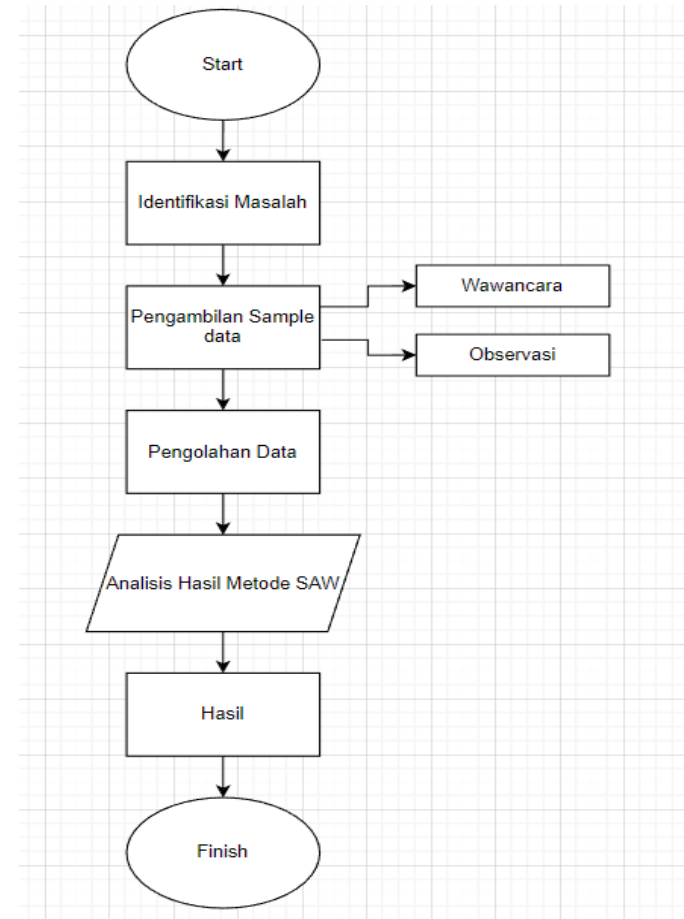 Start
Identifikasi Masalah
Pengambilan Sample
data
Wawancara
Observasi
Pengolahan Data
Analisis Hasil Metode SAW
Hasil
Finish